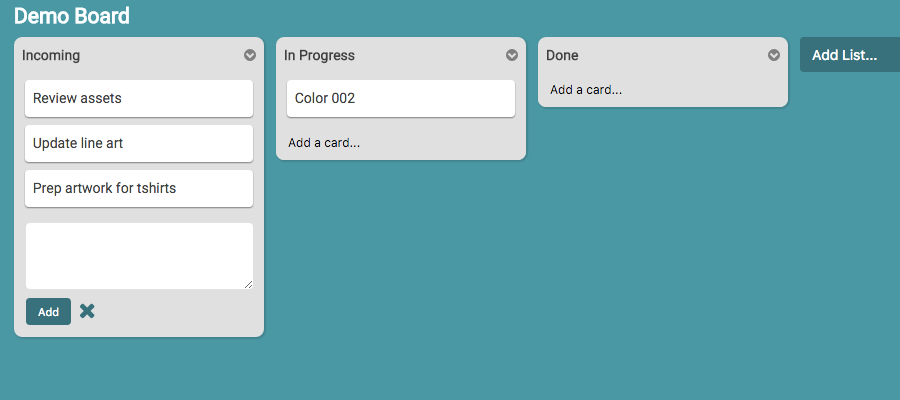 Demo Board
Incoming
Review assets
Update line art
Prep artwork for tshirts
Add
In Progress
Color 002
Add a card...
Done
Add a card...
Add List...